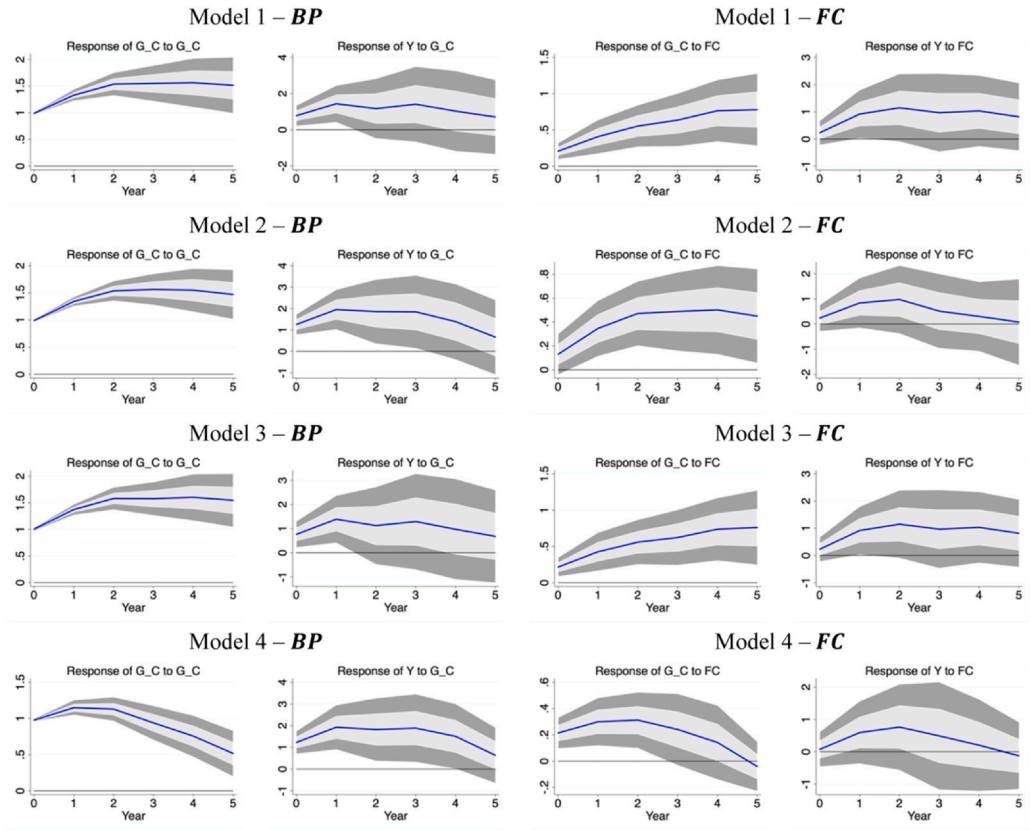 Model 1 – BP
Response of G_C to G_C
2
1.5
1
.5
0
0 1 2 3 4 5
Year
Response of Y to G_C
4
2
0
-2
0 1 2 3 4 5
Year
Model 1 – FC
Response of G_C to FC
1.5
1
.5
0
0 1 2 3 4 5
Year
Response of Y to FC
3
2
1
0
-1
0 1 2 3 4 5
Year
Model 2 – BP
Response of G_C to G_C
2
1.5
1
.5
0
0 1 2 3 4 5
Year
Response of Y to G_C
4
3
2
1
0
-1
0 1 2 3 4 5
Year
Model 2 – FC
Response of G_C to FC
.8
.6
.4
.2
0
0 1 2 3 4 5
Year
Response of Y to FC
2
1
0
-1
-2
0 1 2 3 4 5
Year
Model 3 – BP
Response of G_C to G_C
2
1.5
1
.5
0
0 1 2 3 4 5
Year
Response of Y to G_C
3
2
1
0
-1
0 1 2 3 4 5
Year
Model 3 – FC
Response of G_C to FC
1.5
1
.5
0
0 1 2 3 4 5
Year
Response of Y to FC
3
2
1
0
-1
0 1 2 3 4 5
Year
Model 4 – BP
Response of G_C to G_C
1.5
1
.5
0
0 1 2 3 4 5
Year
Response of Y to G_C
4
3
2
1
0
-1
0 1 2 3 4 5
Year
Model 4 – FC
Response of G_C to FC
.6
.4
.2
0
-.2
0 1 2 3 4 5
Year
Response of Y to FC
2
1
0
-1
0 1 2 3 4 5
Year